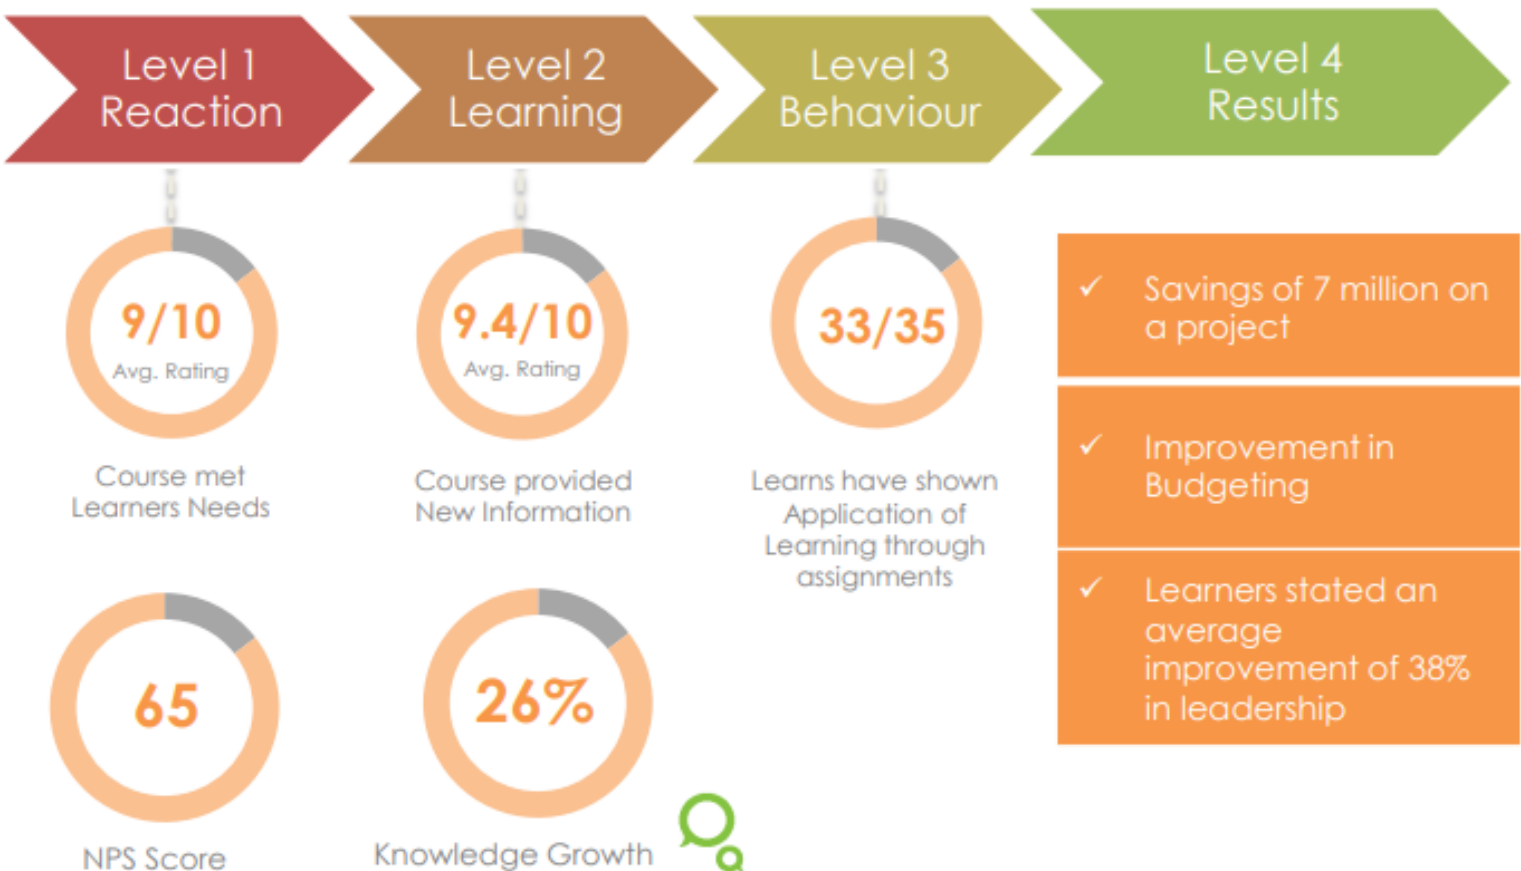 Level 1
Reaction
Level 2
Learning
Level 3
Behaviour
Level 4
Results
9/10
Avg. Rating
Course met
Learners Needs
9.4/10
Avg. Rating
Course provided
New Information
33/35
Learns have shown
Application of
Learning through
assignments
65
NPS Score
26%
Knowledge Growth
✓ Savings of 7 million on
a project
✓ Improvement in
Budgeting
✓ Learners stated an
average
improvement of 38%
in leadership